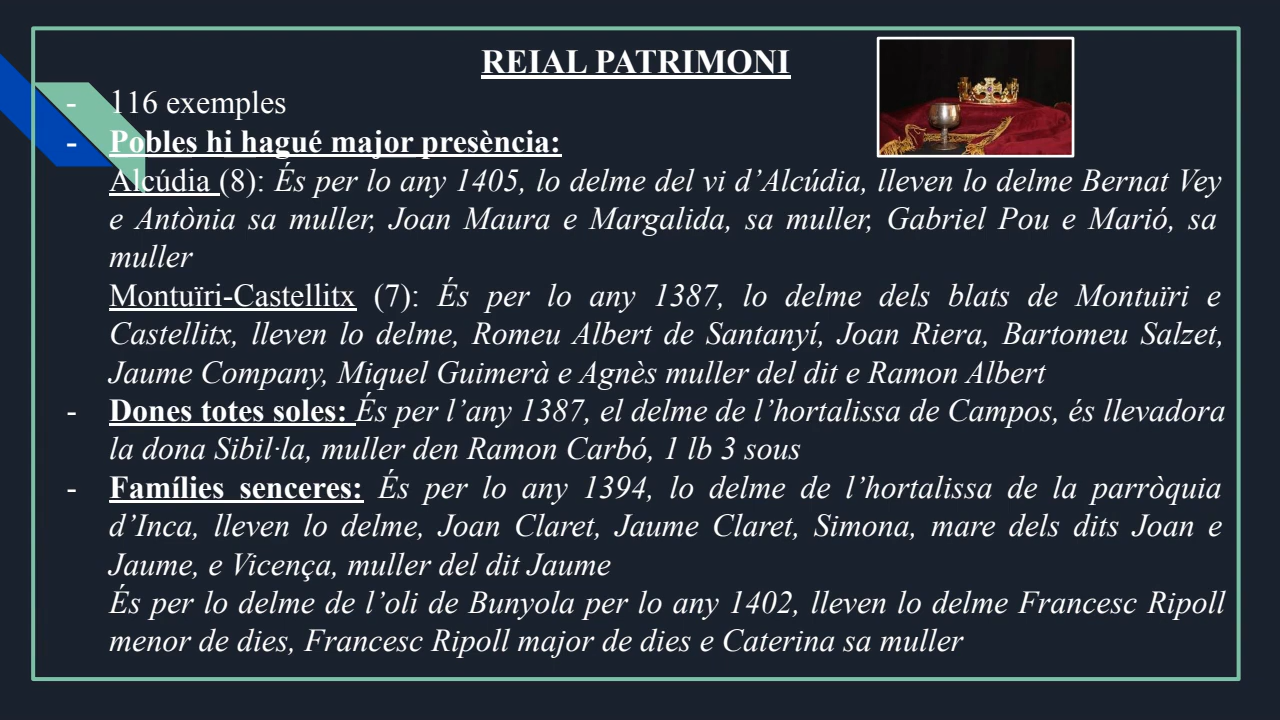 REIAL PATRIMONI
- 116 exemples
- Pobles hi hagué major presència:
Alcúdia (8): És per lo any 1405, lo delme del vi d’Alcúdia, lleven lo delme Bernat Vey
e Antònia sa muller, Joan Maura e Margalida, sa muller, Gabriel Pou e Marió, sa
muller
Montuïri-Castellitx (7): És per lo any 1387, lo delme dels blats de Montuïri e
Castellitx, lleven lo delme, Romeu Albert de Santanyí, Joan Riera, Bartomeu Salzet,
Jaume Company, Miquel Guimerà e Agnès muller del dit e Ramon Albert
- Dones totes soles: És per l’any 1387, el delme de l’hortalissa de Campos, és llevadora
la dona Sibil·la, muller den Ramon Carbó, 1 lb 3 sous
- Famílies senceres: És per lo any 1394, lo delme de l’hortalissa de la parròquia
d’Inca, lleven lo delme, Joan Claret, Jaume Claret, Simona, mare dels dits Joan e
Jaume, e Vicença, muller del dit Jaume
És per lo delme de l’oli de Bunyola per lo any 1402, lleven lo delme Francesc Ripoll
menor de dies, Francesc Ripoll major de dies e Caterina sa muller